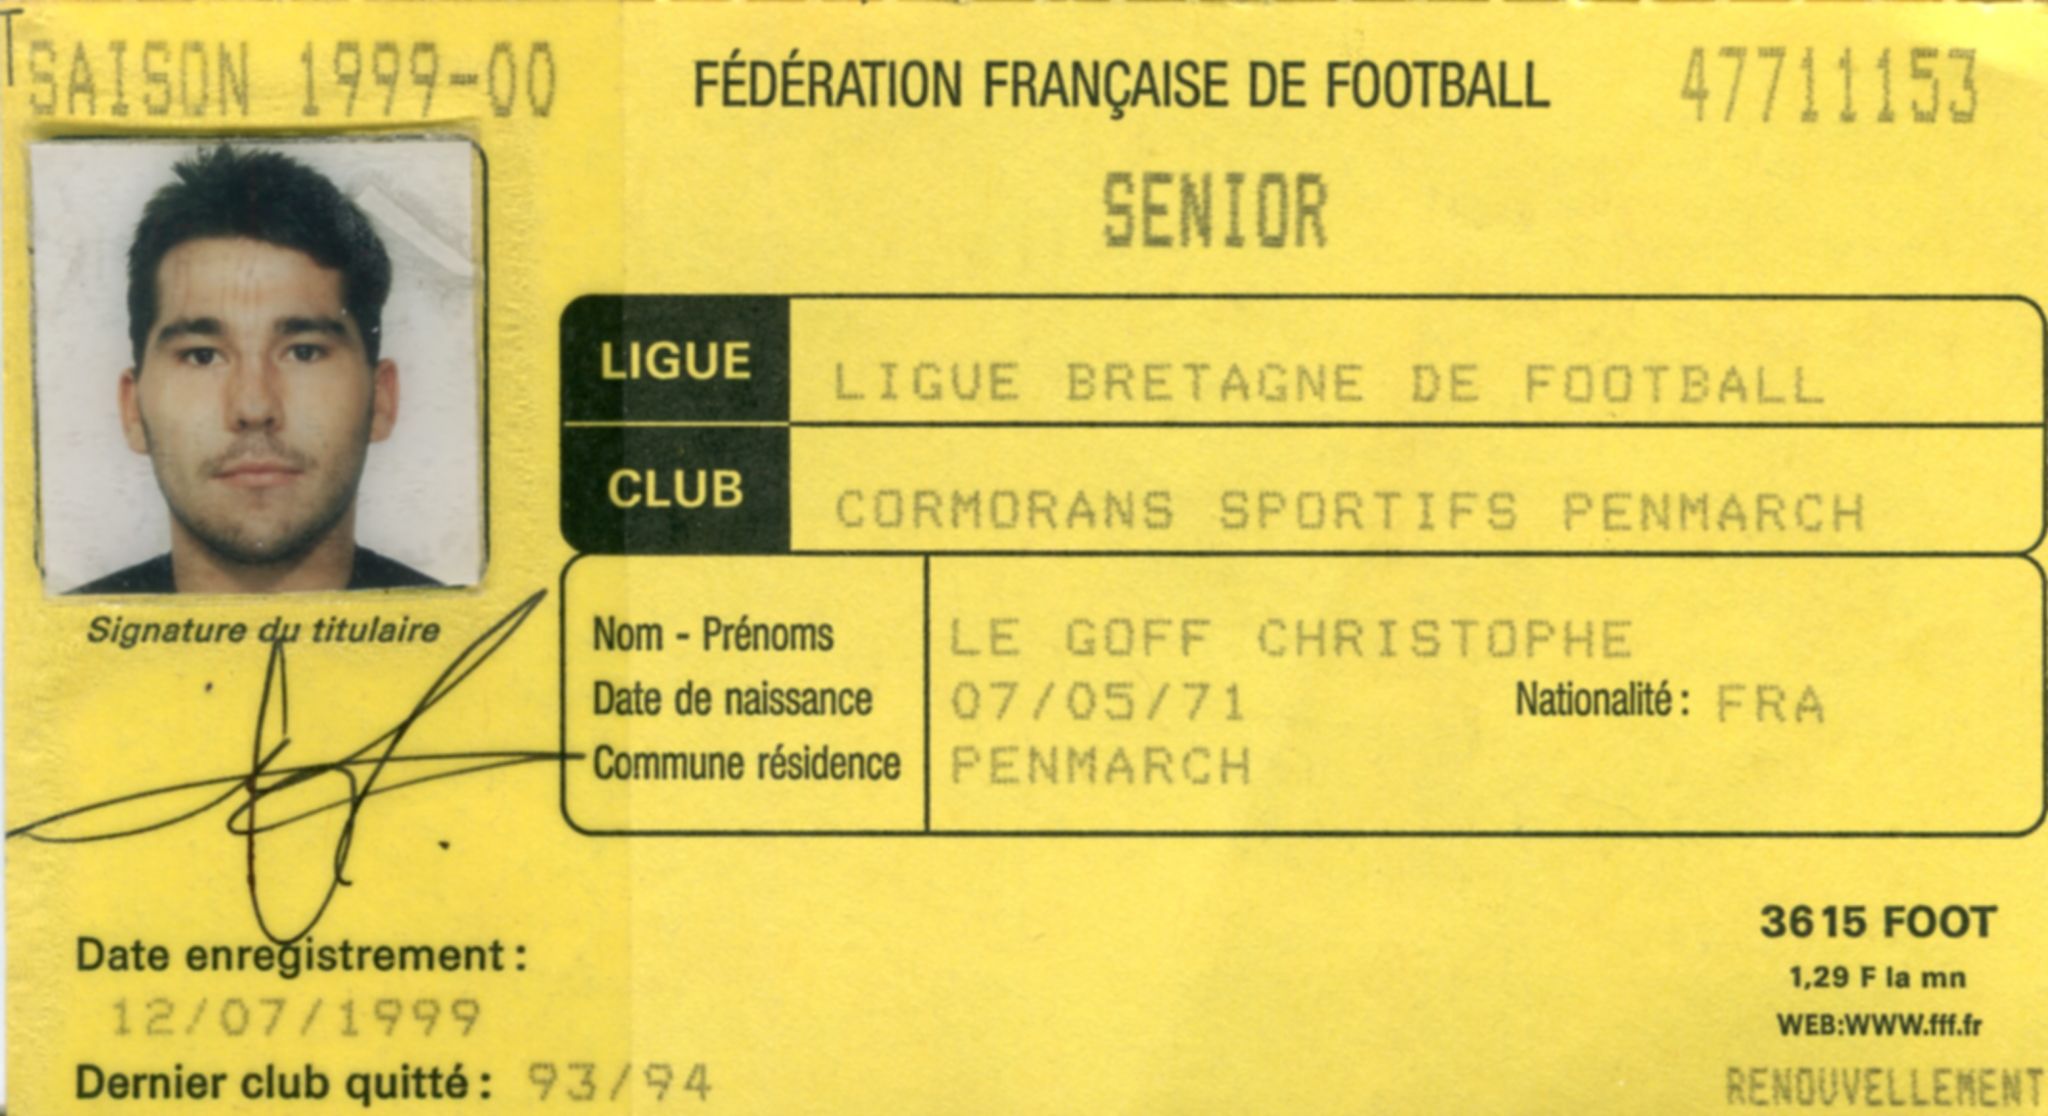 SAISON 1999-00
FÉDÉRATION FRANÇAISE DE FOOTBALL
47711153
SENIOR
LIGUE LIGUE BRETAGNE DE FOOTBALL
CLUB CORMORANS SPORTIFS PENMARCH
Signature du titulaire
Nom - Prénoms LE GOFF CHRISTOPHE
Date de naissance 07/05/71 Nationalité : FRA
Commune résidence PENMARCH
Date enregistrement :
12/07/1999
Dernier club quitté : 93/94
3615 FOOT
1,29 F la mn
WEB:WWW.fff.fr
RENOUVELLEMENT